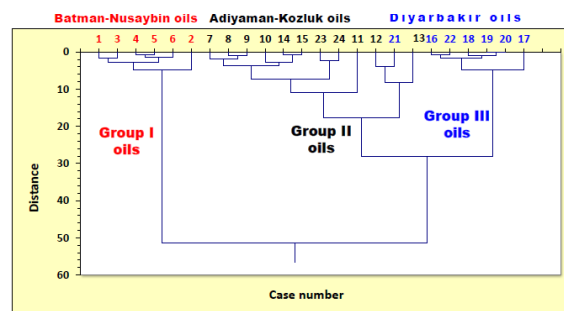 Batman-Nusaybin oils Adiyaman-Kozluk oils Diyarbakır oils
1 3 4 5 6 2 7 8 9 10 14 15 23 24 11 12 21 13 16 22 18 19 20 17
0
10
20
30
40
50
60
Distance
Group I
oils
Group II
oils
Group III
oils
Case number